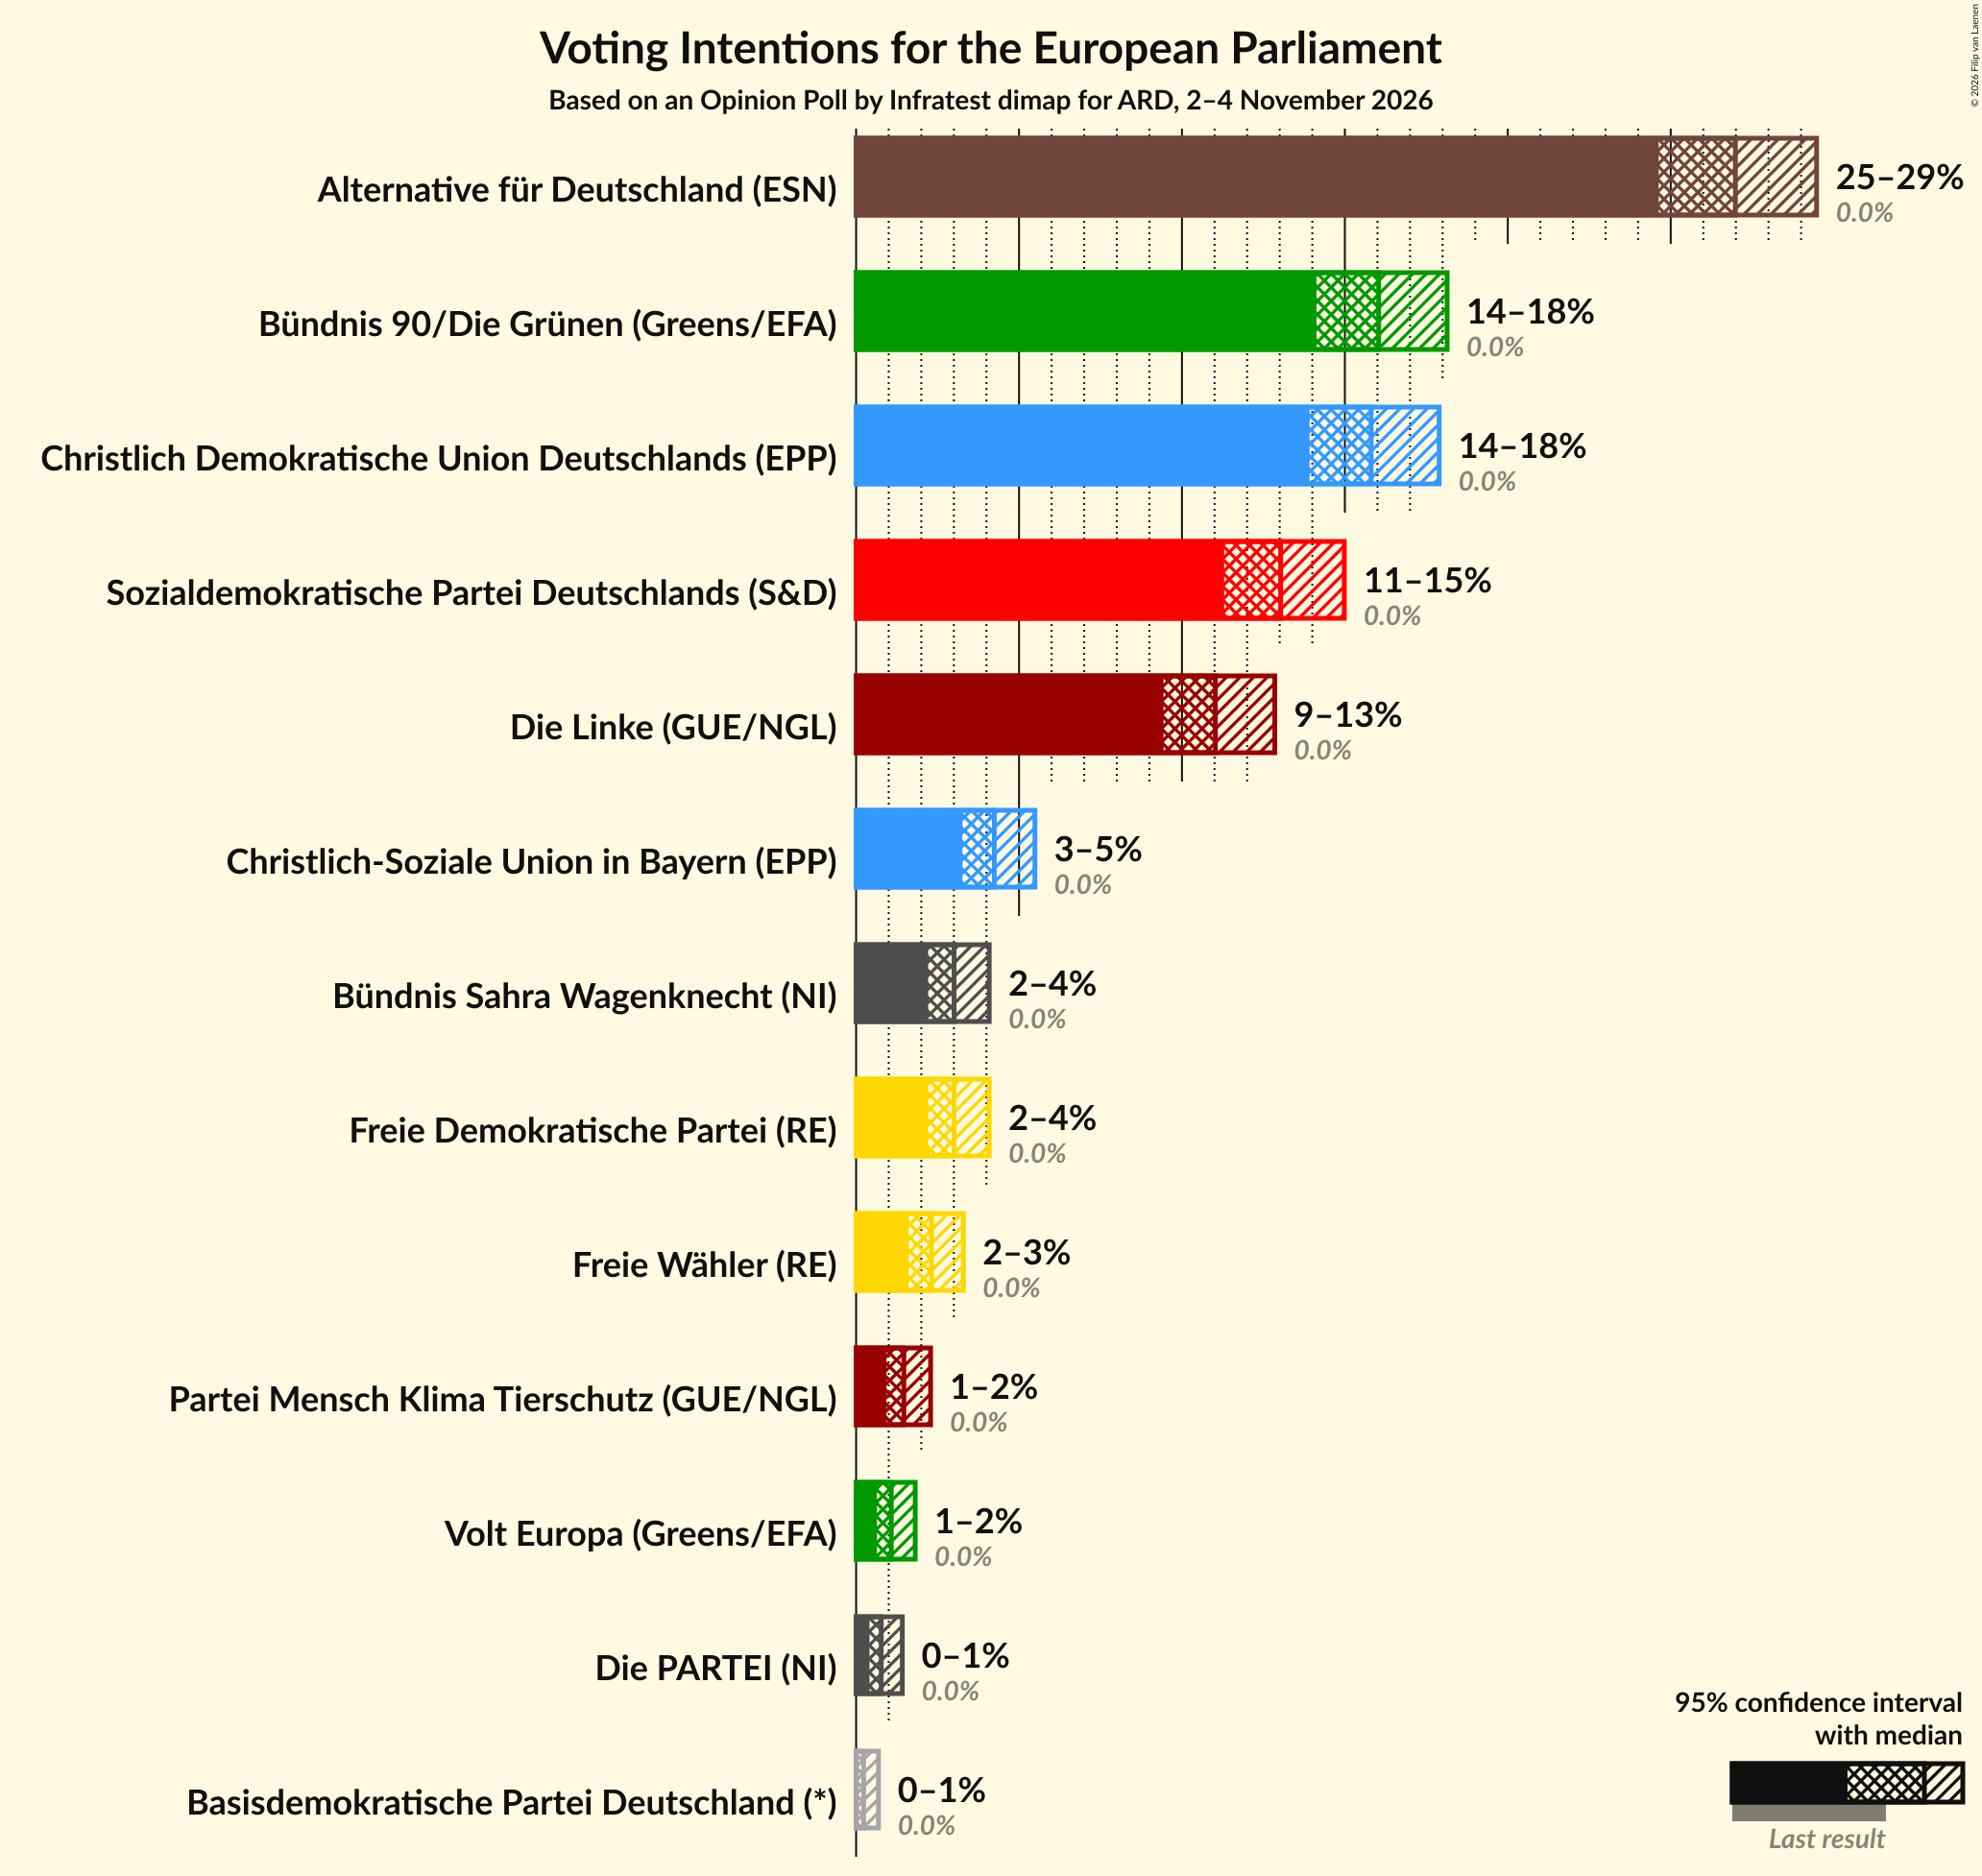 Voting Intentions for the European Parliament
Based on an Opinion Poll by Infratest dimap for ARD, 2–4 November 2026
© 2026 Filip van Laenen
Alternative für Deutschland (ESN)
25–29%
0.0%
Bündnis 90/Die Grünen (Greens/EFA)
14–18%
0.0%
Christlich Demokratische Union Deutschlands (EPP)
14–18%
0.0%
Sozialdemokratische Partei Deutschlands (S&D)
11–15%
0.0%
Die Linke (GUE/NGL)
9–13%
0.0%
Christlich-Soziale Union in Bayern (EPP)
3–5%
0.0%
Bündnis Sahra Wagenknecht (NI)
2–4%
0.0%
Freie Demokratische Partei (RE)
2–4%
0.0%
Freie Wähler (RE)
2–3%
0.0%
Partei Mensch Klima Tierschutz (GUE/NGL)
1–2%
0.0%
Volt Europa (Greens/EFA)
1–2%
0.0%
Die PARTEI (NI)
0–1%
0.0%
Basisdemokratische Partei Deutschland (*)
0–1%
0.0%
95% confidence interval
with median
Last result